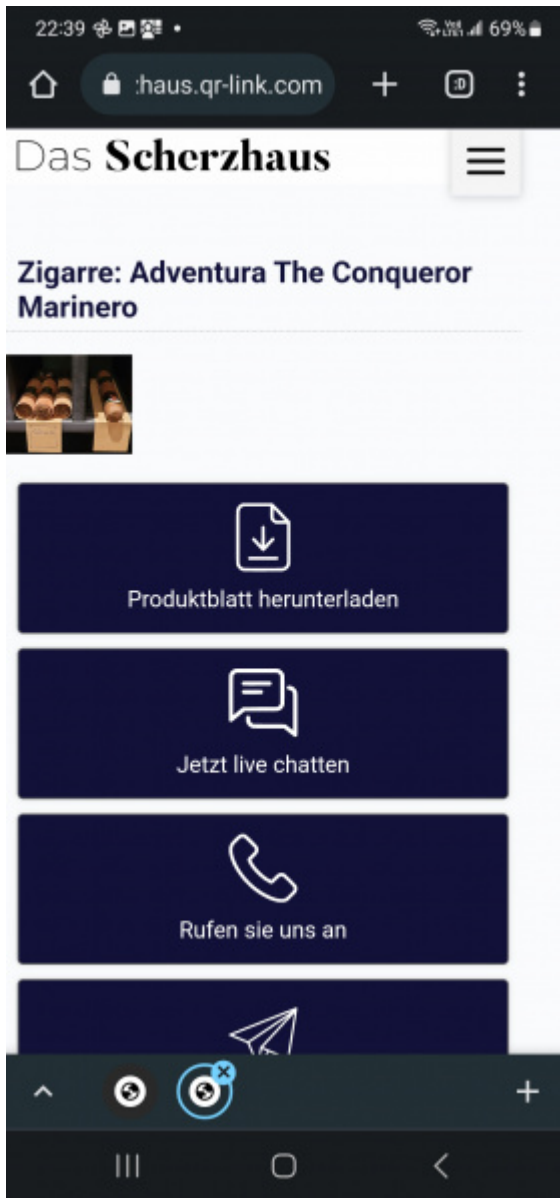 22:39
69%
:haus.qr-link.com
:D
Das Scherzhaus
Zigarre: Adventura The Conqueror
Marinero
Produktblatt herunterladen
Jetzt live chatten
Rufen sie uns an